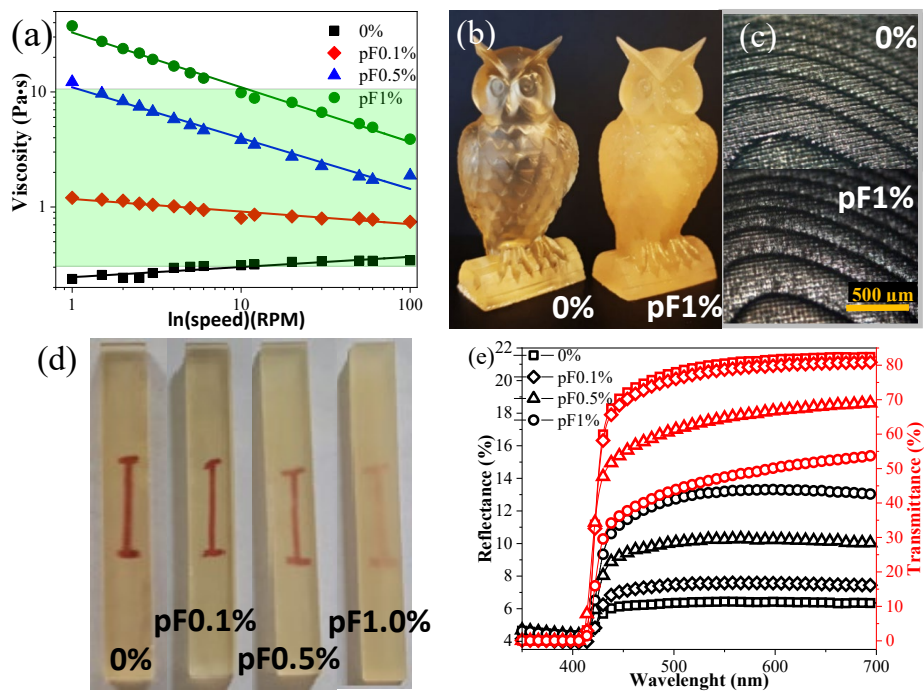 (a)
0%
pF0.1%
pF0.5%
pF1%
Viscosity (Pa•s)
10
1
1
10
100
ln(speed)(RPM)
(b)
0%
pF1%
(c)
0%
pF1%
500 µm
(d)
0%
pF0.1%
pF0.5%
pF1.0%
(e)
0%
pF0.1%
pF0.5%
pF1%
Reflectance (%)
22
20
18
16
14
12
10
8
6
4
400
500
600
700
Wavelenght (nm)
80
70
60
50
40
30
20
10
0
Transmittance (%)